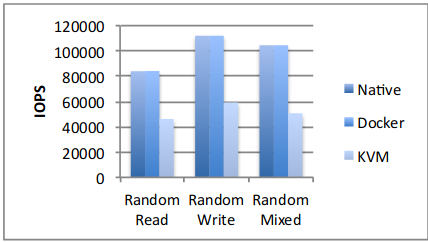 120000
100000
80000
60000
40000
20000
0
IOPS
Random Read
Random Write
Random Mixed
Native
Docker
KVM